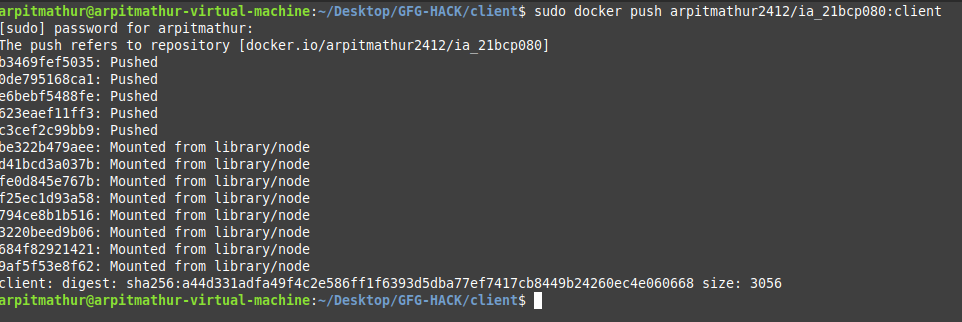 arpitmathur@arpitmathur-virtual-machine:~/Desktop/GFG-HACK/client$ sudo docker push arpitmathur2412/ia_21bcp080:client
[sudo] password for arpitmathur:
The push refers to repository [docker.io/arpitmathur2412/ia_21bcp080]
b3469fef5035: Pushed
0de795168ca1: Pushed
e6bebf5488fe: Pushed
623eaef11ff3: Pushed
c3cef2c99bb9: Pushed
be322b479aee: Mounted from library/node
d41bcd3a037b: Mounted from library/node
fe0d845e767b: Mounted from library/node
f25ec1d93a58: Mounted from library/node
794ce8b1b516: Mounted from library/node
3220beed9b06: Mounted from library/node
684f82921421: Mounted from library/node
9af5f53e8f62: Mounted from library/node
client: digest: sha256:a44d331adfa49f4c2e586ff1f6393d5dba77ef7417cb8449b24260ec4e060668 size: 3056
arpitmathur@arpitmathur-virtual-machine:~/Desktop/GFG-HACK/client$